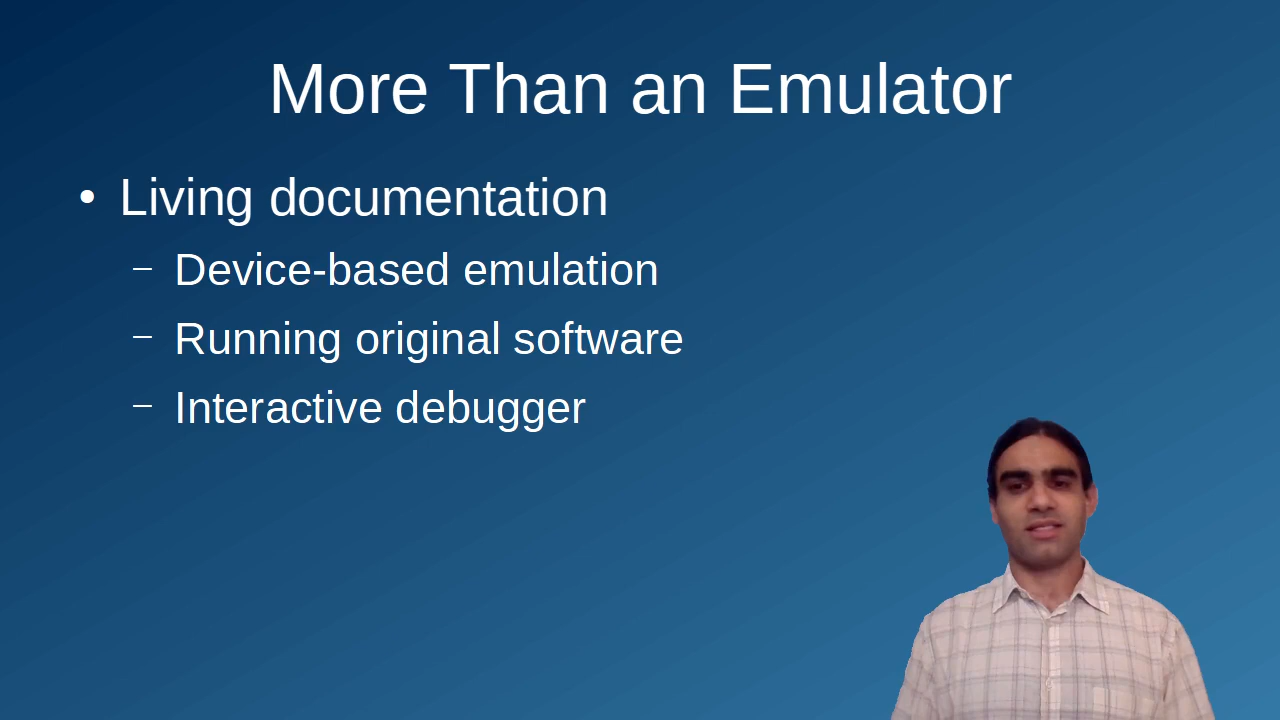 More Than an Emulator
• Living documentation
– Device-based emulation
– Running original software
– Interactive debugger